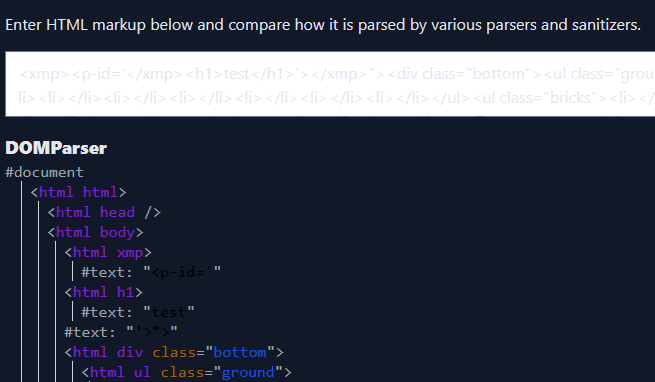 Enter HTML markup below and compare how it is parsed by various parsers and sanitizers.
<xmp><p-id='</xmp><h1>test</h1>'></xmp>"><div class="bottom"><ul class="grou
li><li></li><li></li><li></li><li></li><li></li><li></li></ul><ul class="bricks"><li></
DOMParser
#document
<html html>
<html head />
<html body>
<html xmp>
#text: "<p-id='"
<html h1>
#text: "test"
#text: "'>">"
<html div class="bottom">
<html ul class="ground">